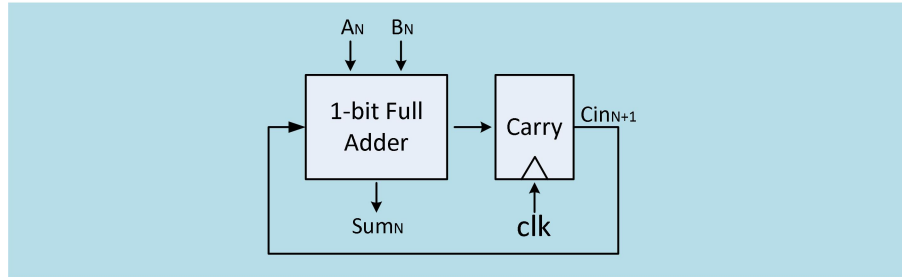 AN BN
1-bit Full
Adder
Carry
CinN+1
SumN
clk